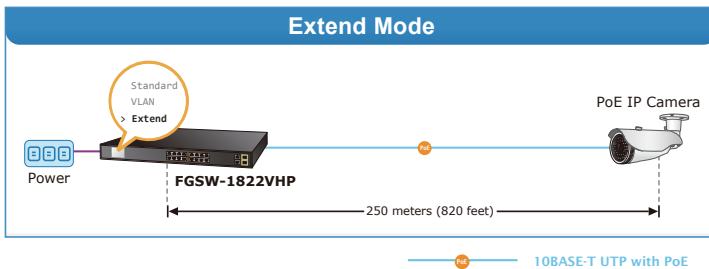 Extend Mode
Standard
VLAN
> Extend
PoE IP Camera
PoE
Power
FGSW-1822VHP
250 meters (820 feet)
PoE
10BASE-T UTP with PoE